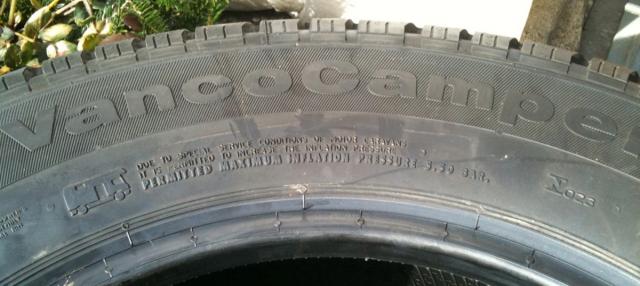 VancoCampe
DUE TO SPECIAL SERVICE CONDITIONS OF MOTOR CARAVANS
IT IS PERMITTED TO INCREASE THE INFLATION PRESSURE
PERMITTED MAXIMUM INFLATION PRESSURE 5,50 BAR.